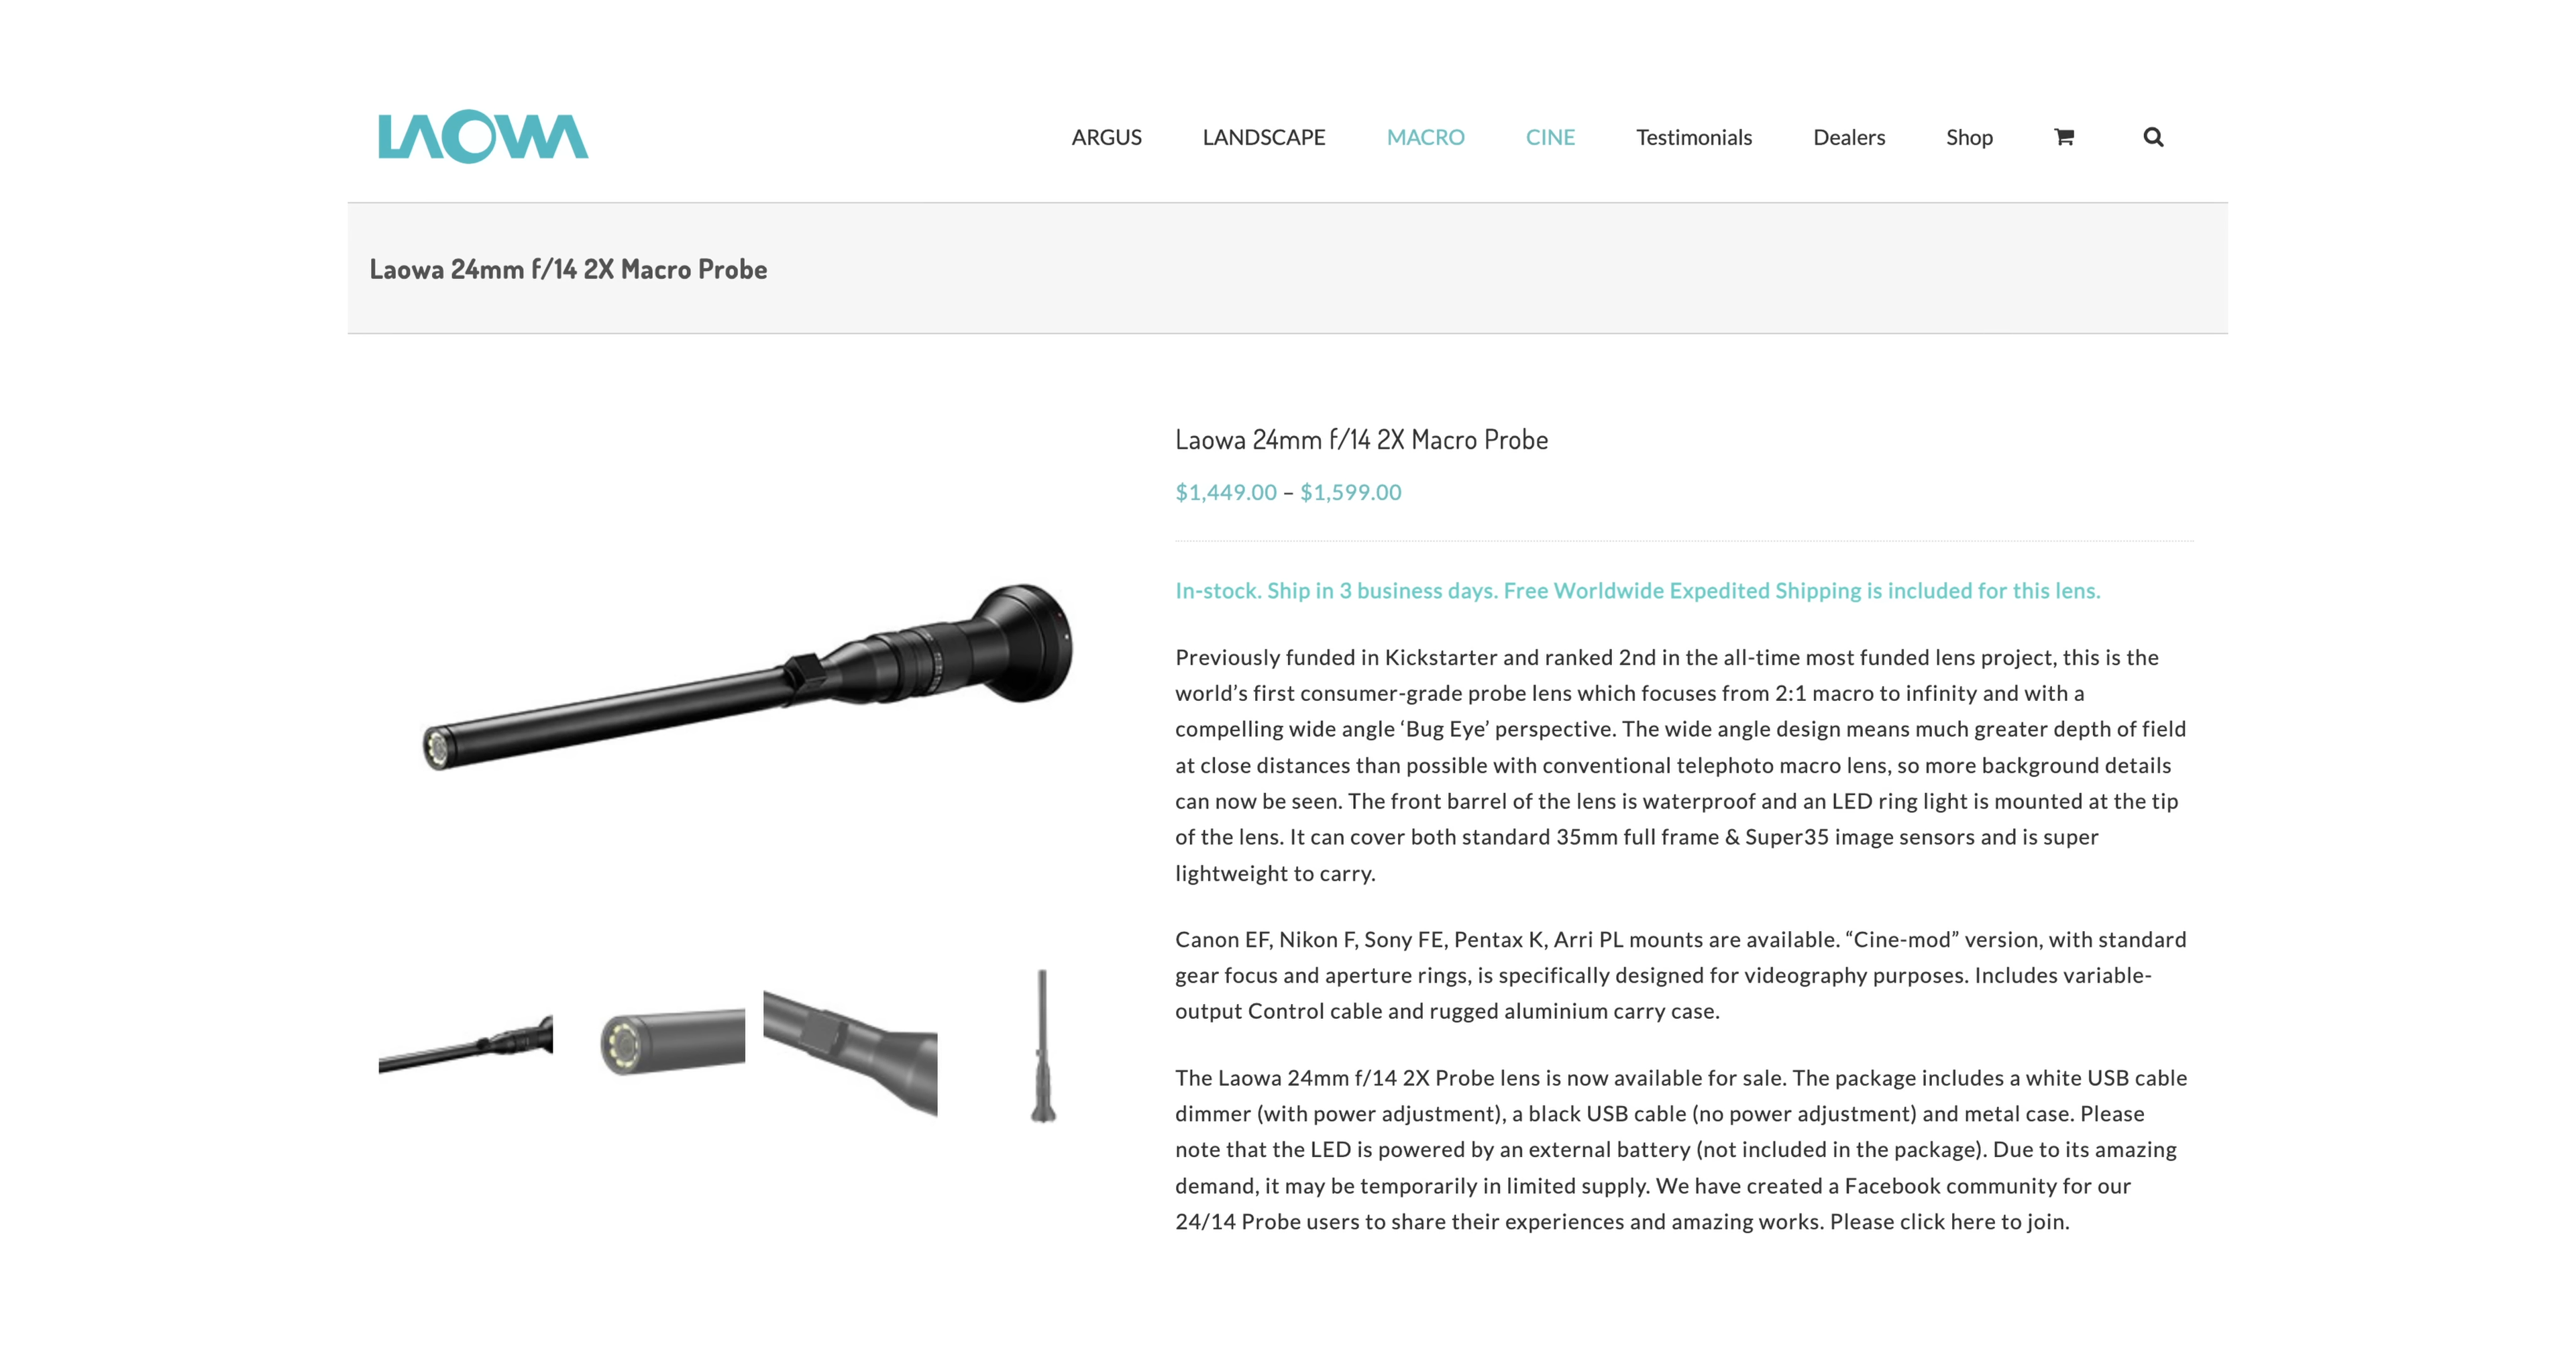 LAOWA
ARGUS LANDSCAPE MACRO CINE Testimonials Dealers Shop
Laowa 24mm f/14 2X Macro Probe
Laowa 24mm f/14 2X Macro Probe
$1,449.00 – $1,599.00
In-stock. Ship in 3 business days. Free Worldwide Expedited Shipping is included for this lens.
Previously funded in Kickstarter and ranked 2nd in the all-time most funded lens project, this is the
world’s first consumer-grade probe lens which focuses from 2:1 macro to infinity and with a
compelling wide angle ‘Bug Eye’ perspective. The wide angle design means much greater depth of field
at close distances than possible with conventional telephoto macro lens, so more background details
can now be seen. The front barrel of the lens is waterproof and an LED ring light is mounted at the tip
of the lens. It can cover both standard 35mm full frame & Super35 image sensors and is super
lightweight to carry.
Canon EF, Nikon F, Sony FE, Pentax K, Arri PL mounts are available. “Cine-mod” version, with standard
gear focus and aperture rings, is specifically designed for videography purposes. Includes variable-
output Control cable and rugged aluminium carry case.
The Laowa 24mm f/14 2X Probe lens is now available for sale. The package includes a white USB cable
dimmer (with power adjustment), a black USB cable (no power adjustment) and metal case. Please
note that the LED is powered by an external battery (not included in the package). Due to its amazing
demand, it may be temporarily in limited supply. We have created a Facebook community for our
24/14 Probe users to share their experiences and amazing works. Please click here to join.